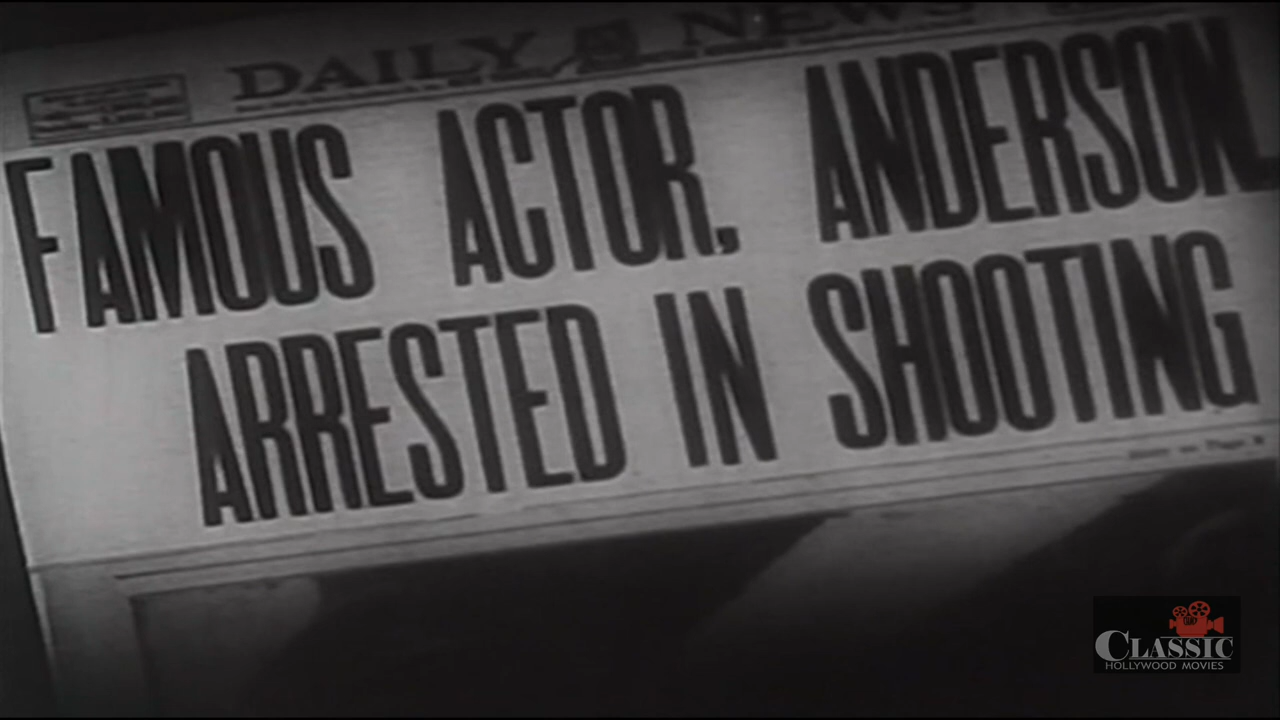 DAILY NEWS
FAMOUS ACTOR, ANDERSON,
ARRESTED IN SHOOTING
CLASSIC
HOLLYWOOD MOVIES